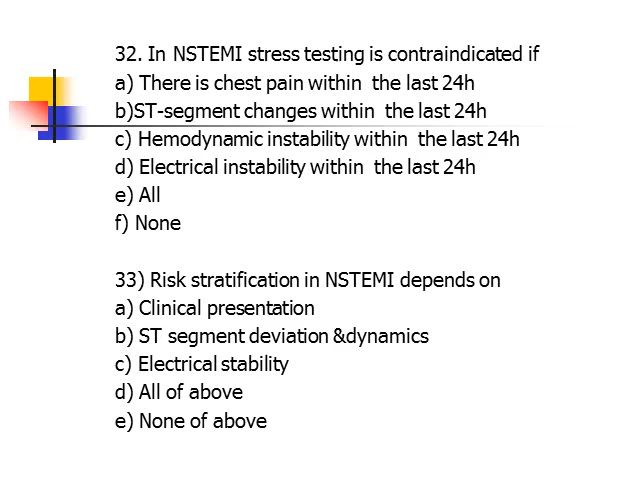 32. In NSTEMI stress testing is contraindicated if
a) There is chest pain within the last 24h
b)ST-segment changes within the last 24h
c) Hemodynamic instability within the last 24h
d) Electrical instability within the last 24h
e) All
f) None
33) Risk stratification in NSTEMI depends on
a) Clinical presentation
b) ST segment deviation &dynamics
c) Electrical stability
d) All of above
e) None of above